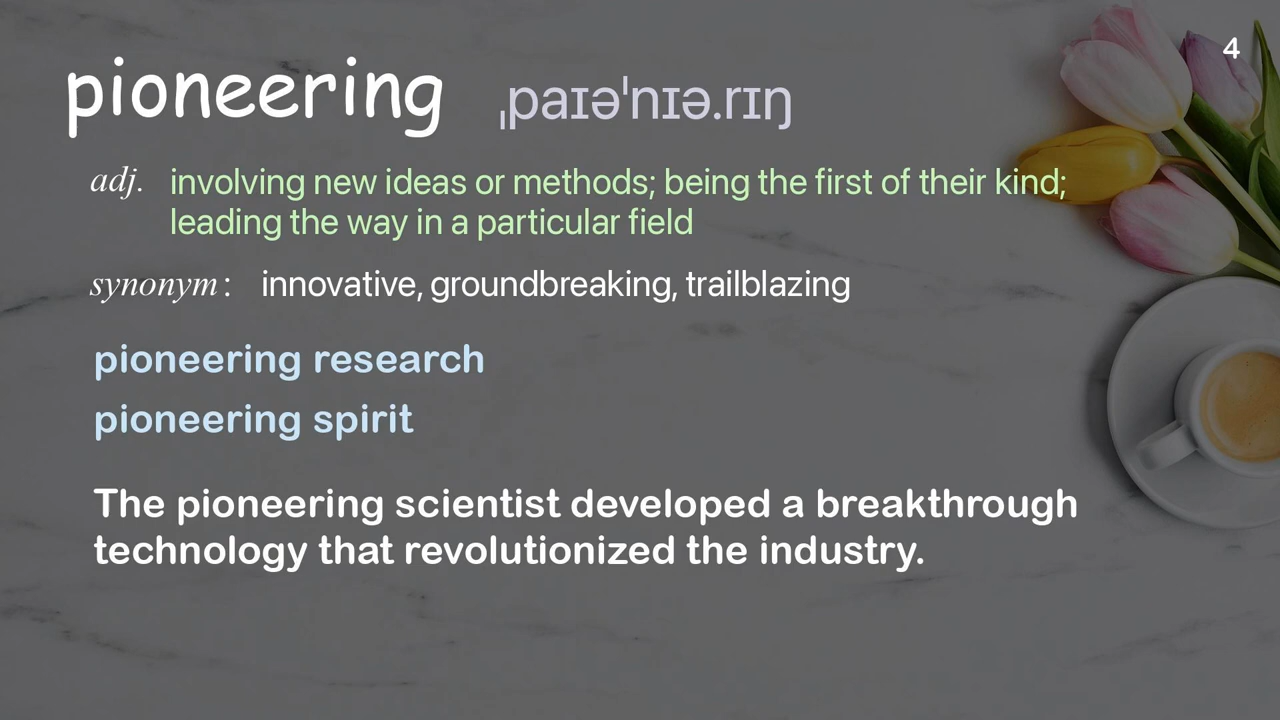 4
pioneering ˌpaɪəˈnɪə.rɪŋ
adj. involving new ideas or methods; being the first of their kind;
leading the way in a particular field
synonym: innovative, groundbreaking, trailblazing
pioneering research
pioneering spirit
The pioneering scientist developed a breakthrough
technology that revolutionized the industry.